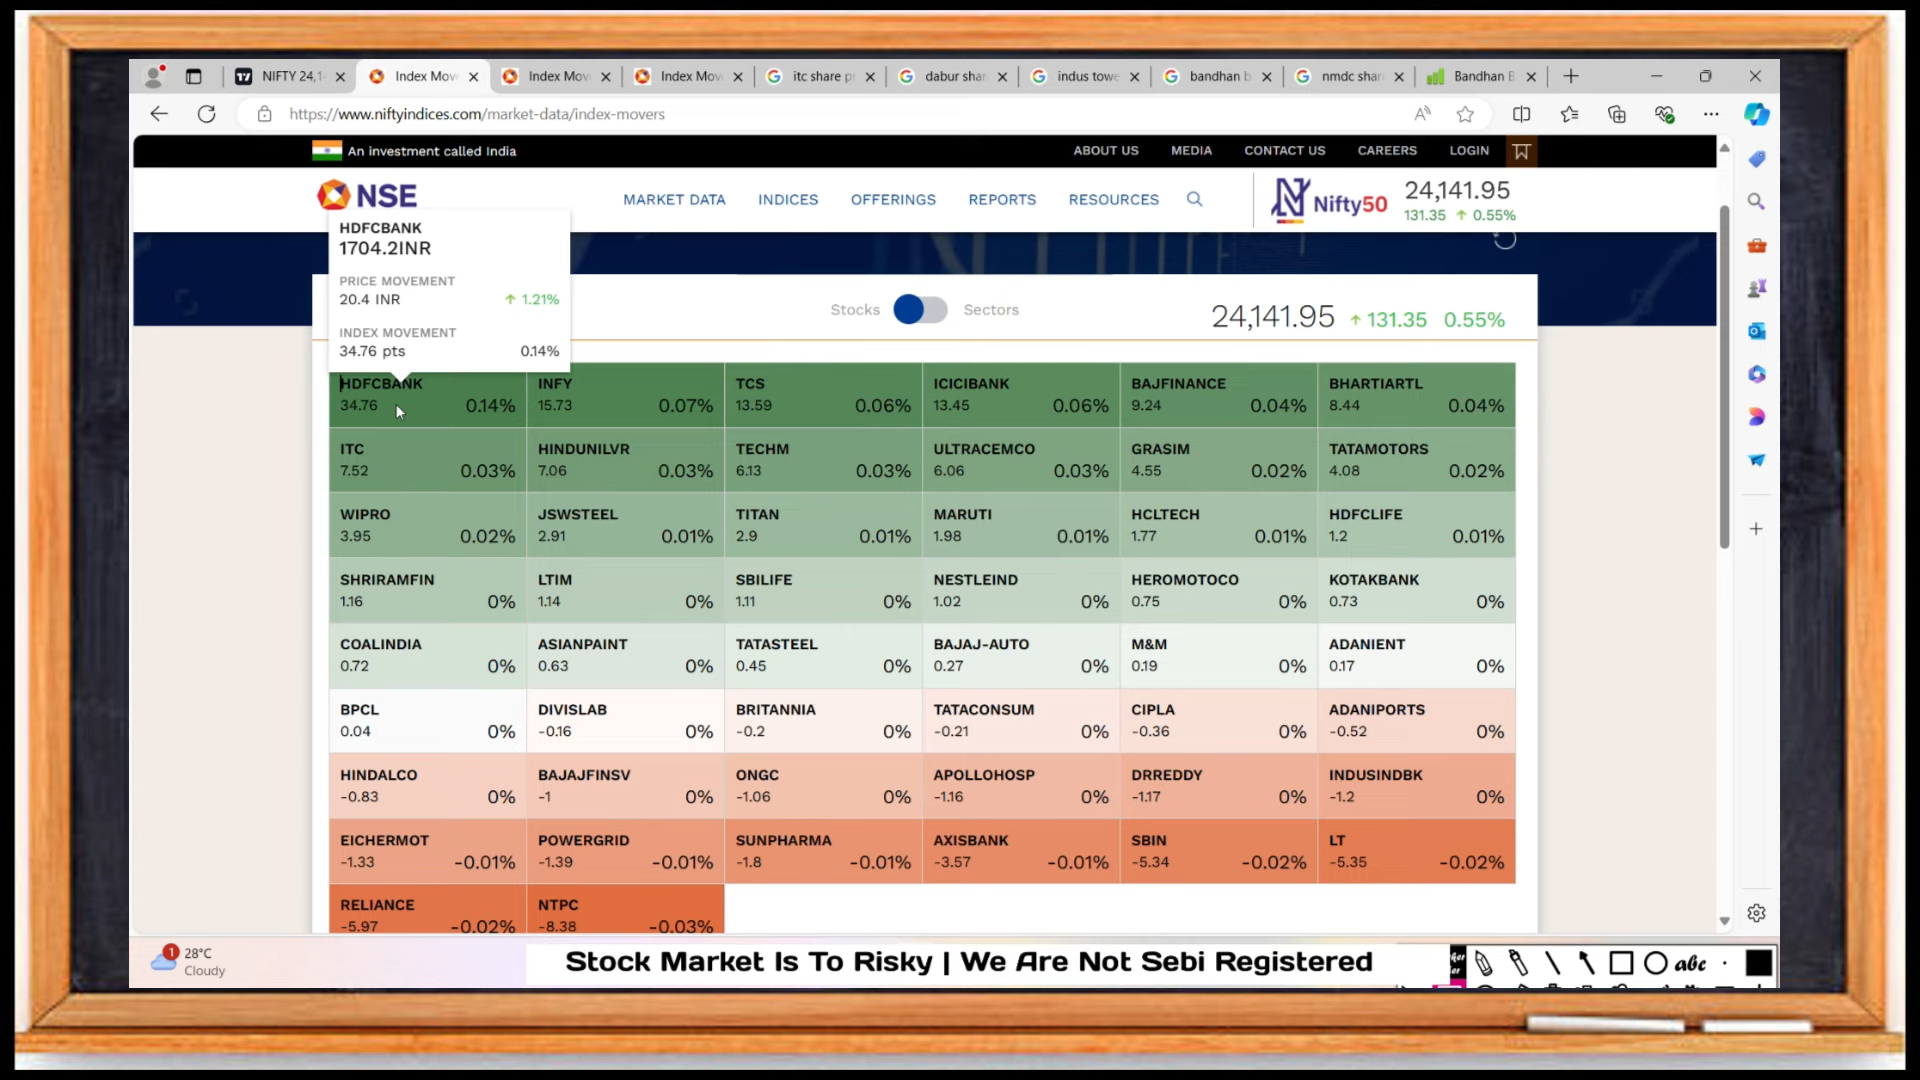 NIFTY 24,1
Index Mov
Index Mov
Index Mov
itc share p
dabur shar
indus towe
bandhan b
nmdc shar
Bandhan B
https://www.niftyindices.com/market-data/index-movers
An investment called India
ABOUT US MEDIA CONTACT US CAREERS LOGIN
NSE
MARKET DATA INDICES OFFERINGS REPORTS RESOURCES
Nifty50
24,141.95
131.35 ↑ 0.55%
HDFCBANK
1704.2INR
PRICE MOVEMENT
20.4 INR ↑ 1.21%
INDEX MOVEMENT
34.76 pts 0.14%
Stocks Sectors
24,141.95 ↑ 131.35 0.55%
HDFCBANK INFY TCS ICICIBANK BAJFINANCE BHARTIARTL
34.76 0.14% 15.73 0.07% 13.59 0.06% 13.45 0.06% 9.24 0.04% 8.44 0.04%
ITC HINDUNILVR TECHM ULTRACEMCO GRASIM TATAMOTORS
7.52 0.03% 7.06 0.03% 6.13 0.03% 6.06 0.03% 4.55 0.02% 4.08 0.02%
WIPRO JSWSTEEL TITAN MARUTI HCLTECH HDFCLIFE
3.95 0.02% 2.91 0.01% 2.9 0.01% 1.98 0.01% 1.77 0.01% 1.2 0.01%
SHRIRAMFIN LTIM SBILIFE NESTLEIND HEROMOTOCO KOTAKBANK
1.16 0% 1.14 0% 1.11 0% 1.02 0% 0.75 0% 0.73 0%
COALINDIA ASIANPAINT TATASTEEL BAJAJ-AUTO M&M ADANIENT
0.72 0% 0.63 0% 0.45 0% 0.27 0% 0.19 0% 0.17 0%
BPCL DIVISLAB BRITANNIA TATACONSUM CIPLA ADANIPORTS
0.04 0% -0.16 0% -0.2 0% -0.21 0% -0.36 0% -0.52 0%
HINDALCO BAJAJFINSV ONGC APOLLOHOSP DRREDDY INDUSINDBK
-0.83 0% -1 0% -1.06 0% -1.16 0% -1.17 0% -1.2 0%
EICHERMOT POWERGRID SUNPHARMA AXISBANK SBIN LT
-1.33 -0.01% -1.39 -0.01% -1.8 -0.01% -3.57 -0.01% -5.34 -0.02% -5.35 -0.02%
RELIANCE NTPC
-5.97 -0.02% -8.38 -0.03%
1
28°C
Cloudy
Stock Market Is To Risky | We Are Not Sebi Registered
abc